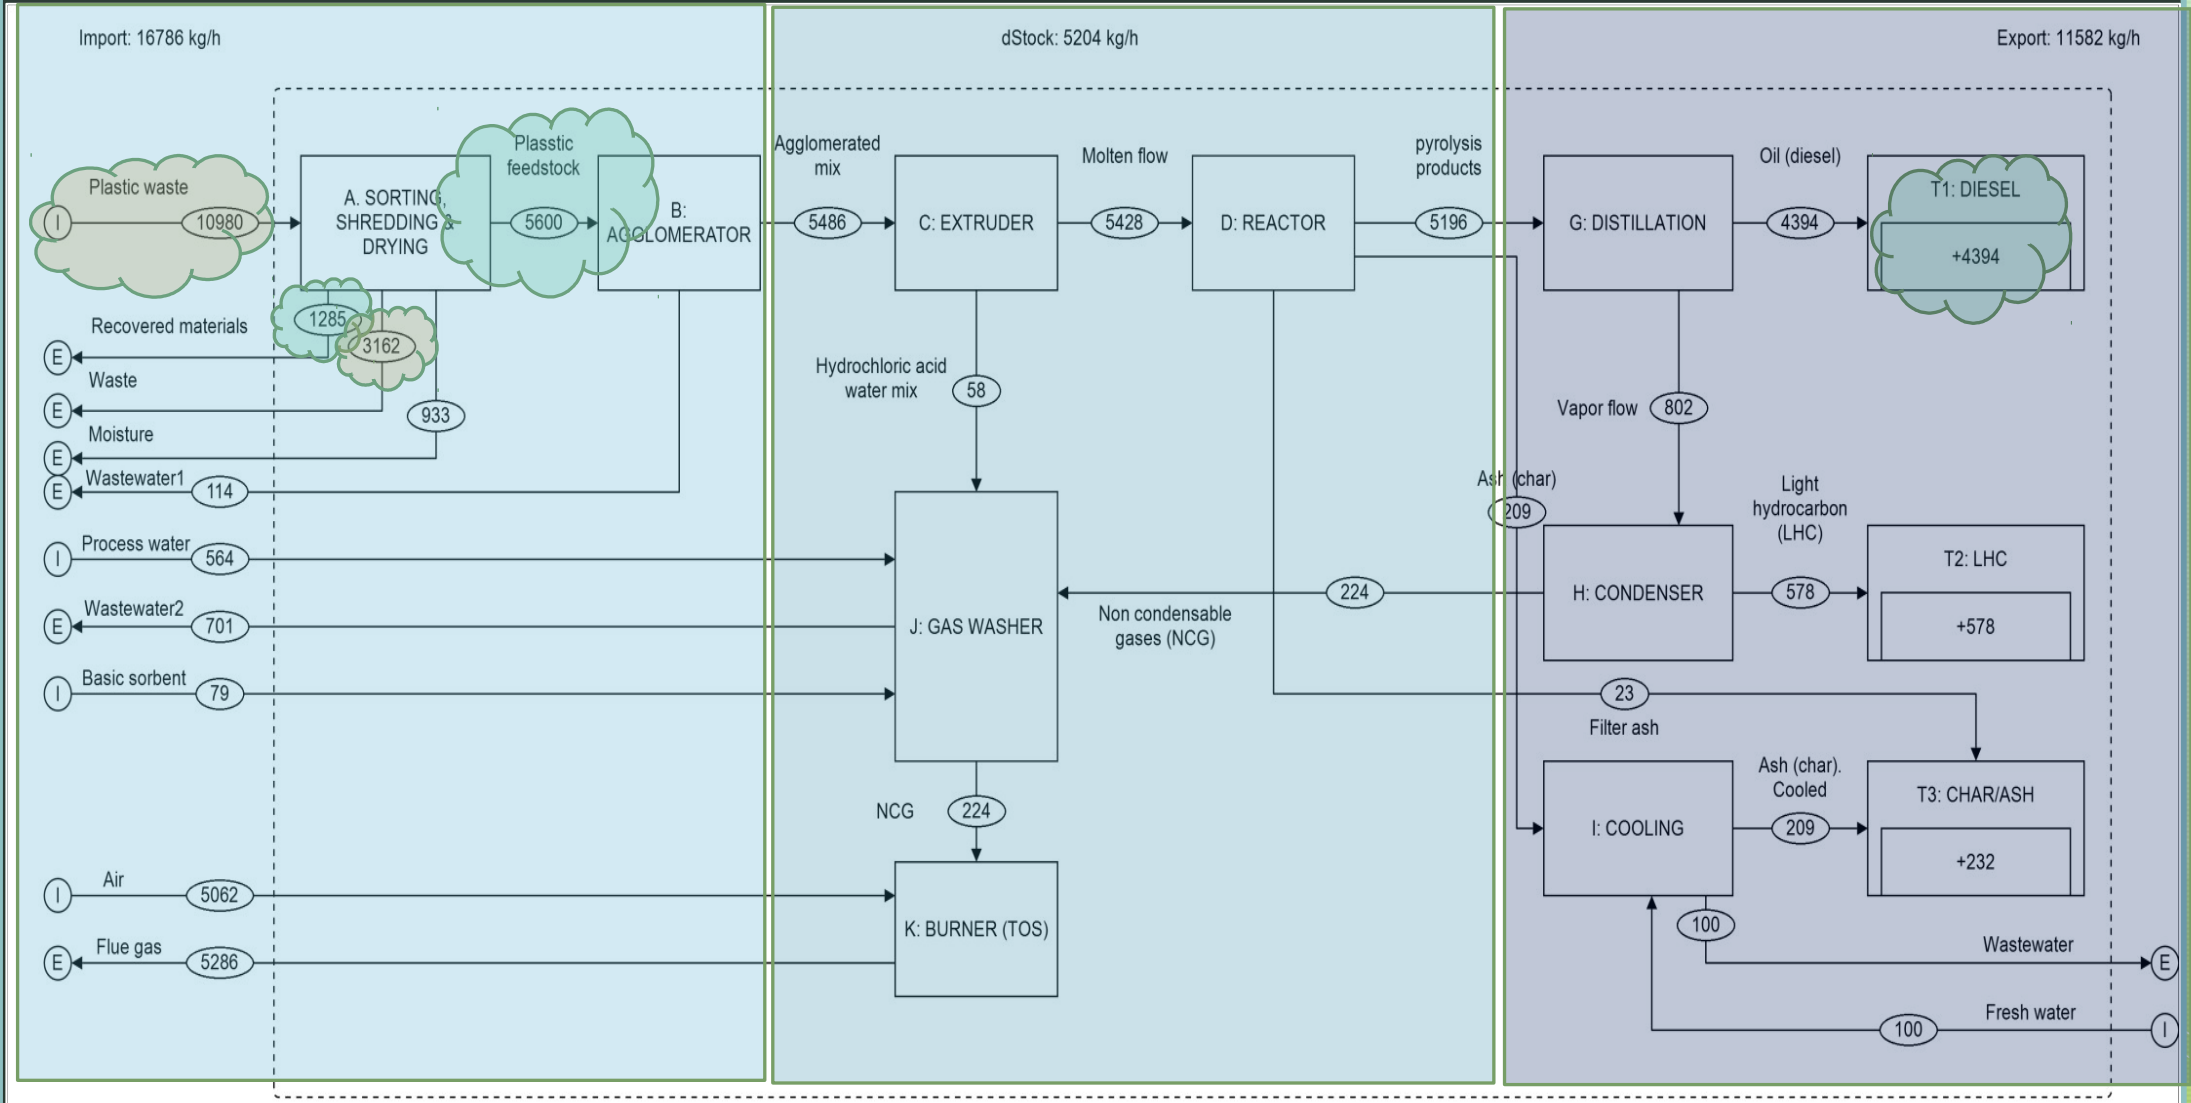 Import: 16786 kg/h
dStock: 5204 kg/h
Export: 11582 kg/h
Plastic waste
I
10980
A. SORTING,
SHREDDING &
DRYING
Plasstic
feedstock
5600
B:
AGGLOMERATOR
Agglomerated
mix
5486
C: EXTRUDER
Molten flow
5428
D: REACTOR
pyrolysis
products
5196
G: DISTILLATION
Oil (diesel)
4394
T1: DIESEL
+4394
1285
Recovered materials
3162
E
Waste
933
E
Moisture
E
Wastewater1
E
114
Hydrochloric acid
water mix
58
Vapor flow
802
Ash (char)
209
Light
hydrocarbon
(LHC)
Process water
I
564
Wastewater2
E
701
Basic sorbent
I
79
J: GAS WASHER
224
Non condensable
gases (NCG)
H: CONDENSER
578
T2: LHC
+578
23
Filter ash
NCG
224
I: COOLING
Ash (char).
Cooled
209
T3: CHAR/ASH
+232
Air
I
5062
Flue gas
E
5286
K: BURNER (TOS)
100
Wastewater
E
Fresh water
100
I